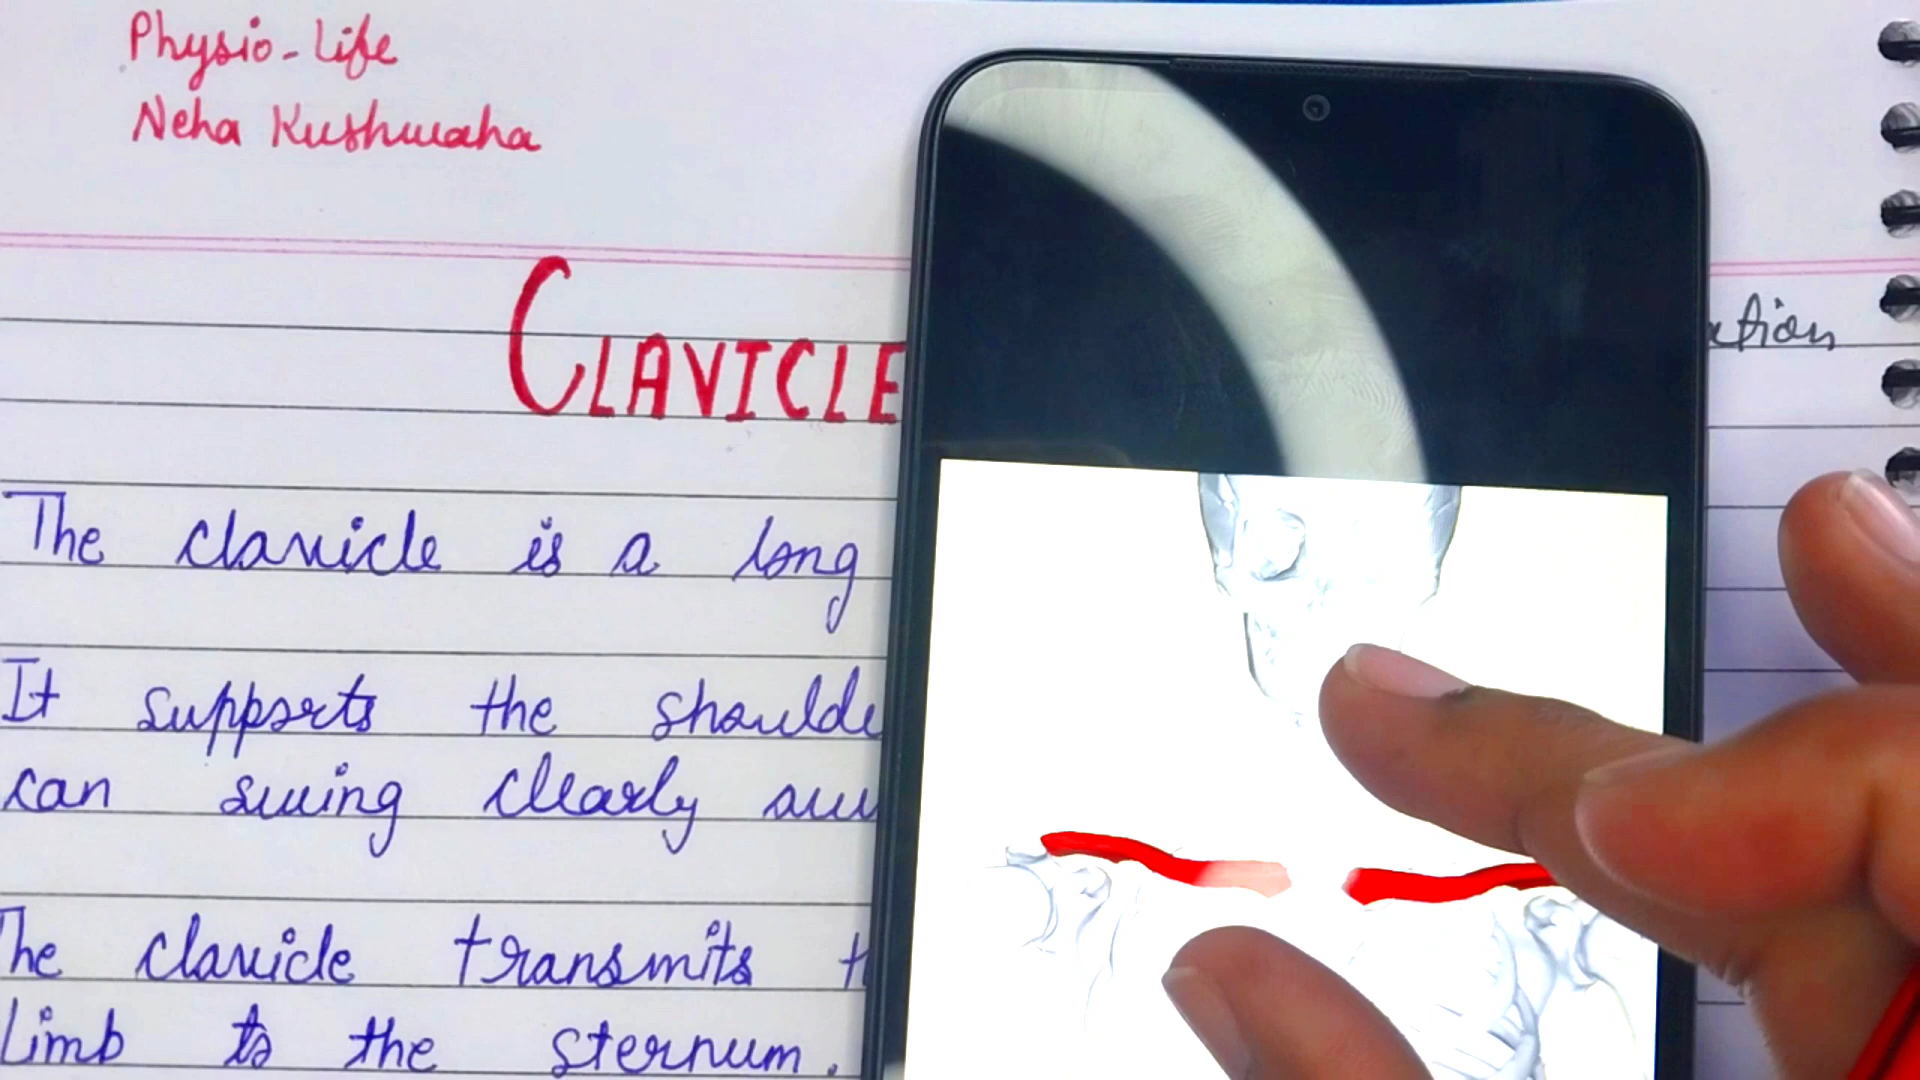 Physio-Life
Neha Kushwaha
CLAVICLE
The clavicle is a long
It supports the
can swing clearly
The clavicle transmits
limb to the sternum.